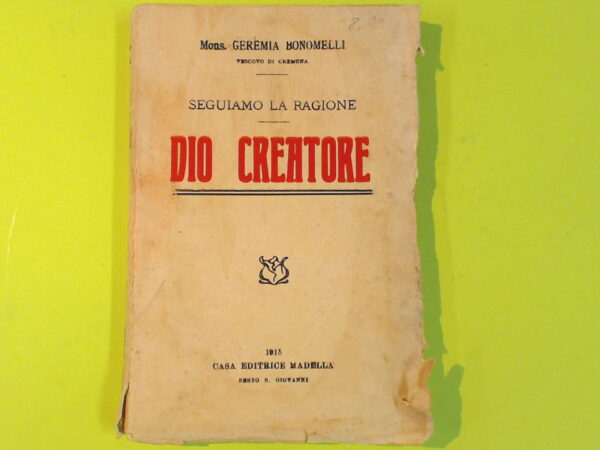 Mons. GEREMIA BONOMELLI
VESCOVO DI CREMONA
SEGUIAMO LA RAGIONE
DIO CREATORE
1915
CASA EDITRICE MADELLA
SESTO S. GIOVANNI